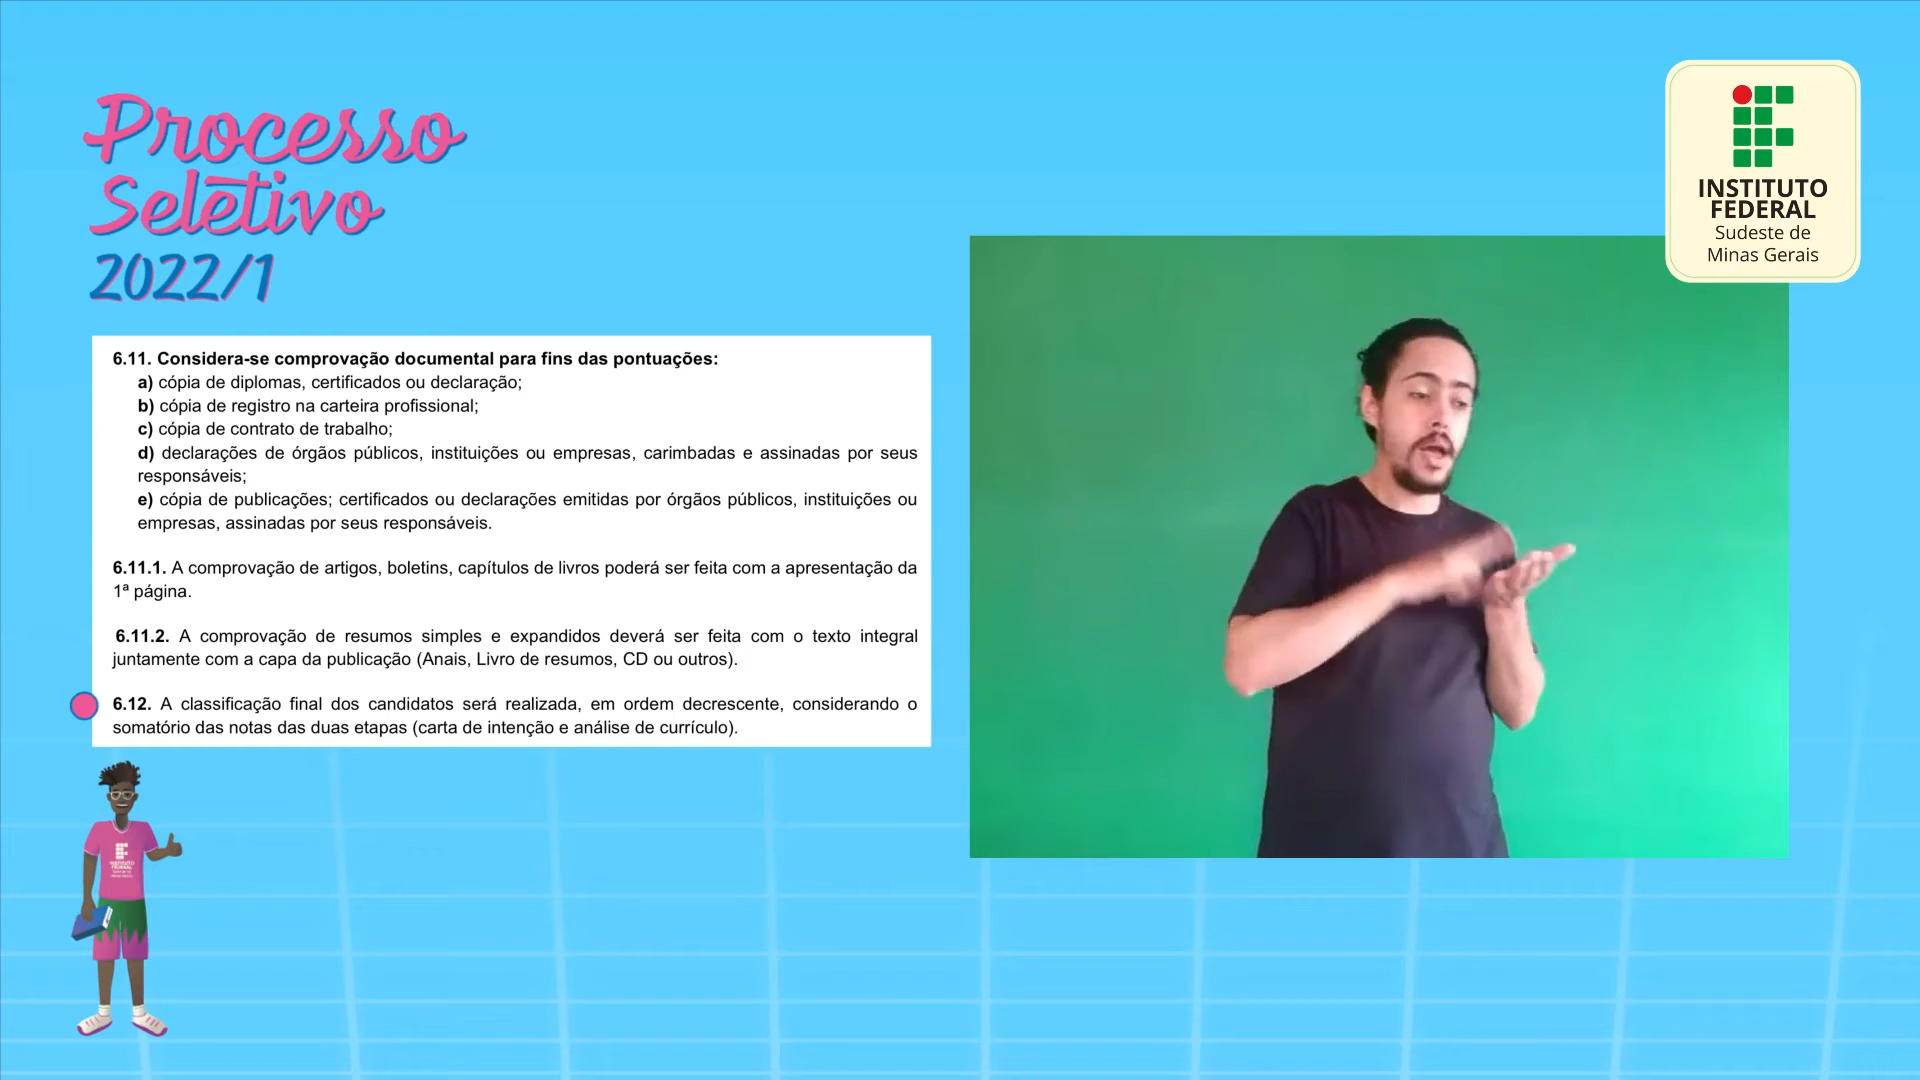 Processo
Seletivo
2022/1
INSTITUTO
FEDERAL
Sudeste de
Minas Gerais
6.11. Considera-se comprovação documental para fins das pontuações:
a) cópia de diplomas, certificados ou declaração;
b) cópia de registro na carteira profissional;
c) cópia de contrato de trabalho;
d) declarações de órgãos públicos, instituições ou empresas, carimbadas e assinadas por seus
responsáveis;
e) cópia de publicações; certificados ou declarações emitidas por órgãos públicos, instituições ou
empresas, assinadas por seus responsáveis.
6.11.1. A comprovação de artigos, boletins, capítulos de livros poderá ser feita com a apresentação da
1ª página.
6.11.2. A comprovação de resumos simples e expandidos deverá ser feita com o texto integral
juntamente com a capa da publicação (Anais, Livro de resumos, CD ou outros).
6.12. A classificação final dos candidatos será realizada, em ordem decrescente, considerando o
somatório das notas das duas etapas (carta de intenção e análise de currículo).
INSTITUTO
FEDERAL